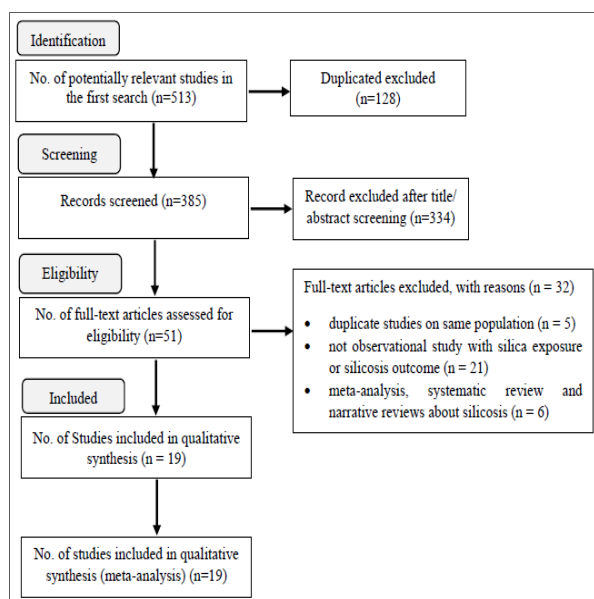 Identification
No. of potentially relevant studies in
the first search (n=513)
Duplicated excluded
(n=128)
Screening
Records screened (n=385)
Record excluded after title/
abstract screening (n=334)
Eligibility
No. of full-text articles assessed for
eligibility (n=51)
Full-text articles excluded, with reasons (n = 32)
• duplicate studies on same population (n = 5)
• not observational study with silica exposure
or silicosis outcome (n = 21)
• meta-analysis, systematic review and
narrative reviews about silicosis (n = 6)
Included
No. of Studies included in qualitative
synthesis (n = 19)
No. of studies included in qualitative
synthesis (meta-analysis) (n=19)